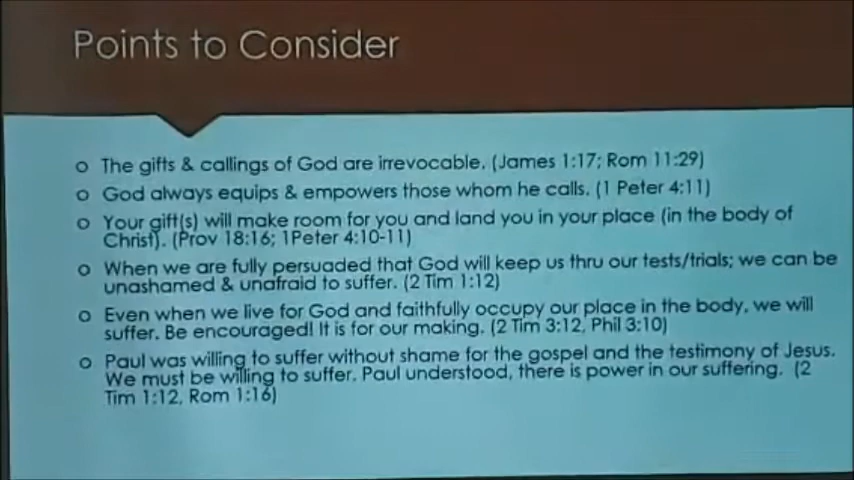 Points to Consider
o The gifts & callings of God are irrevocable. (James 1:17; Rom 11:29)
o God always equips & empowers those whom he calls. (1 Peter 4:11)
o Your gift(s) will make room for you and land you in your place (in the body of
Christ). (Prov 18:16; 1Peter 4:10-11)
o When we are fully persuaded that God will keep us thru our tests/trials; we can be
unashamed & unafraid to suffer. (2 Tim 1:12)
o Even when we live for God and faithfully occupy our place in the body, we will
suffer. Be encouraged! It is for our making. (2 Tim 3:12, Phil 3:10)
o Paul was willing to suffer without shame for the gospel and the testimony of Jesus.
We must be willing to suffer. Paul understood, there is power in our suffering. (2
Tim 1:12, Rom 1:16)